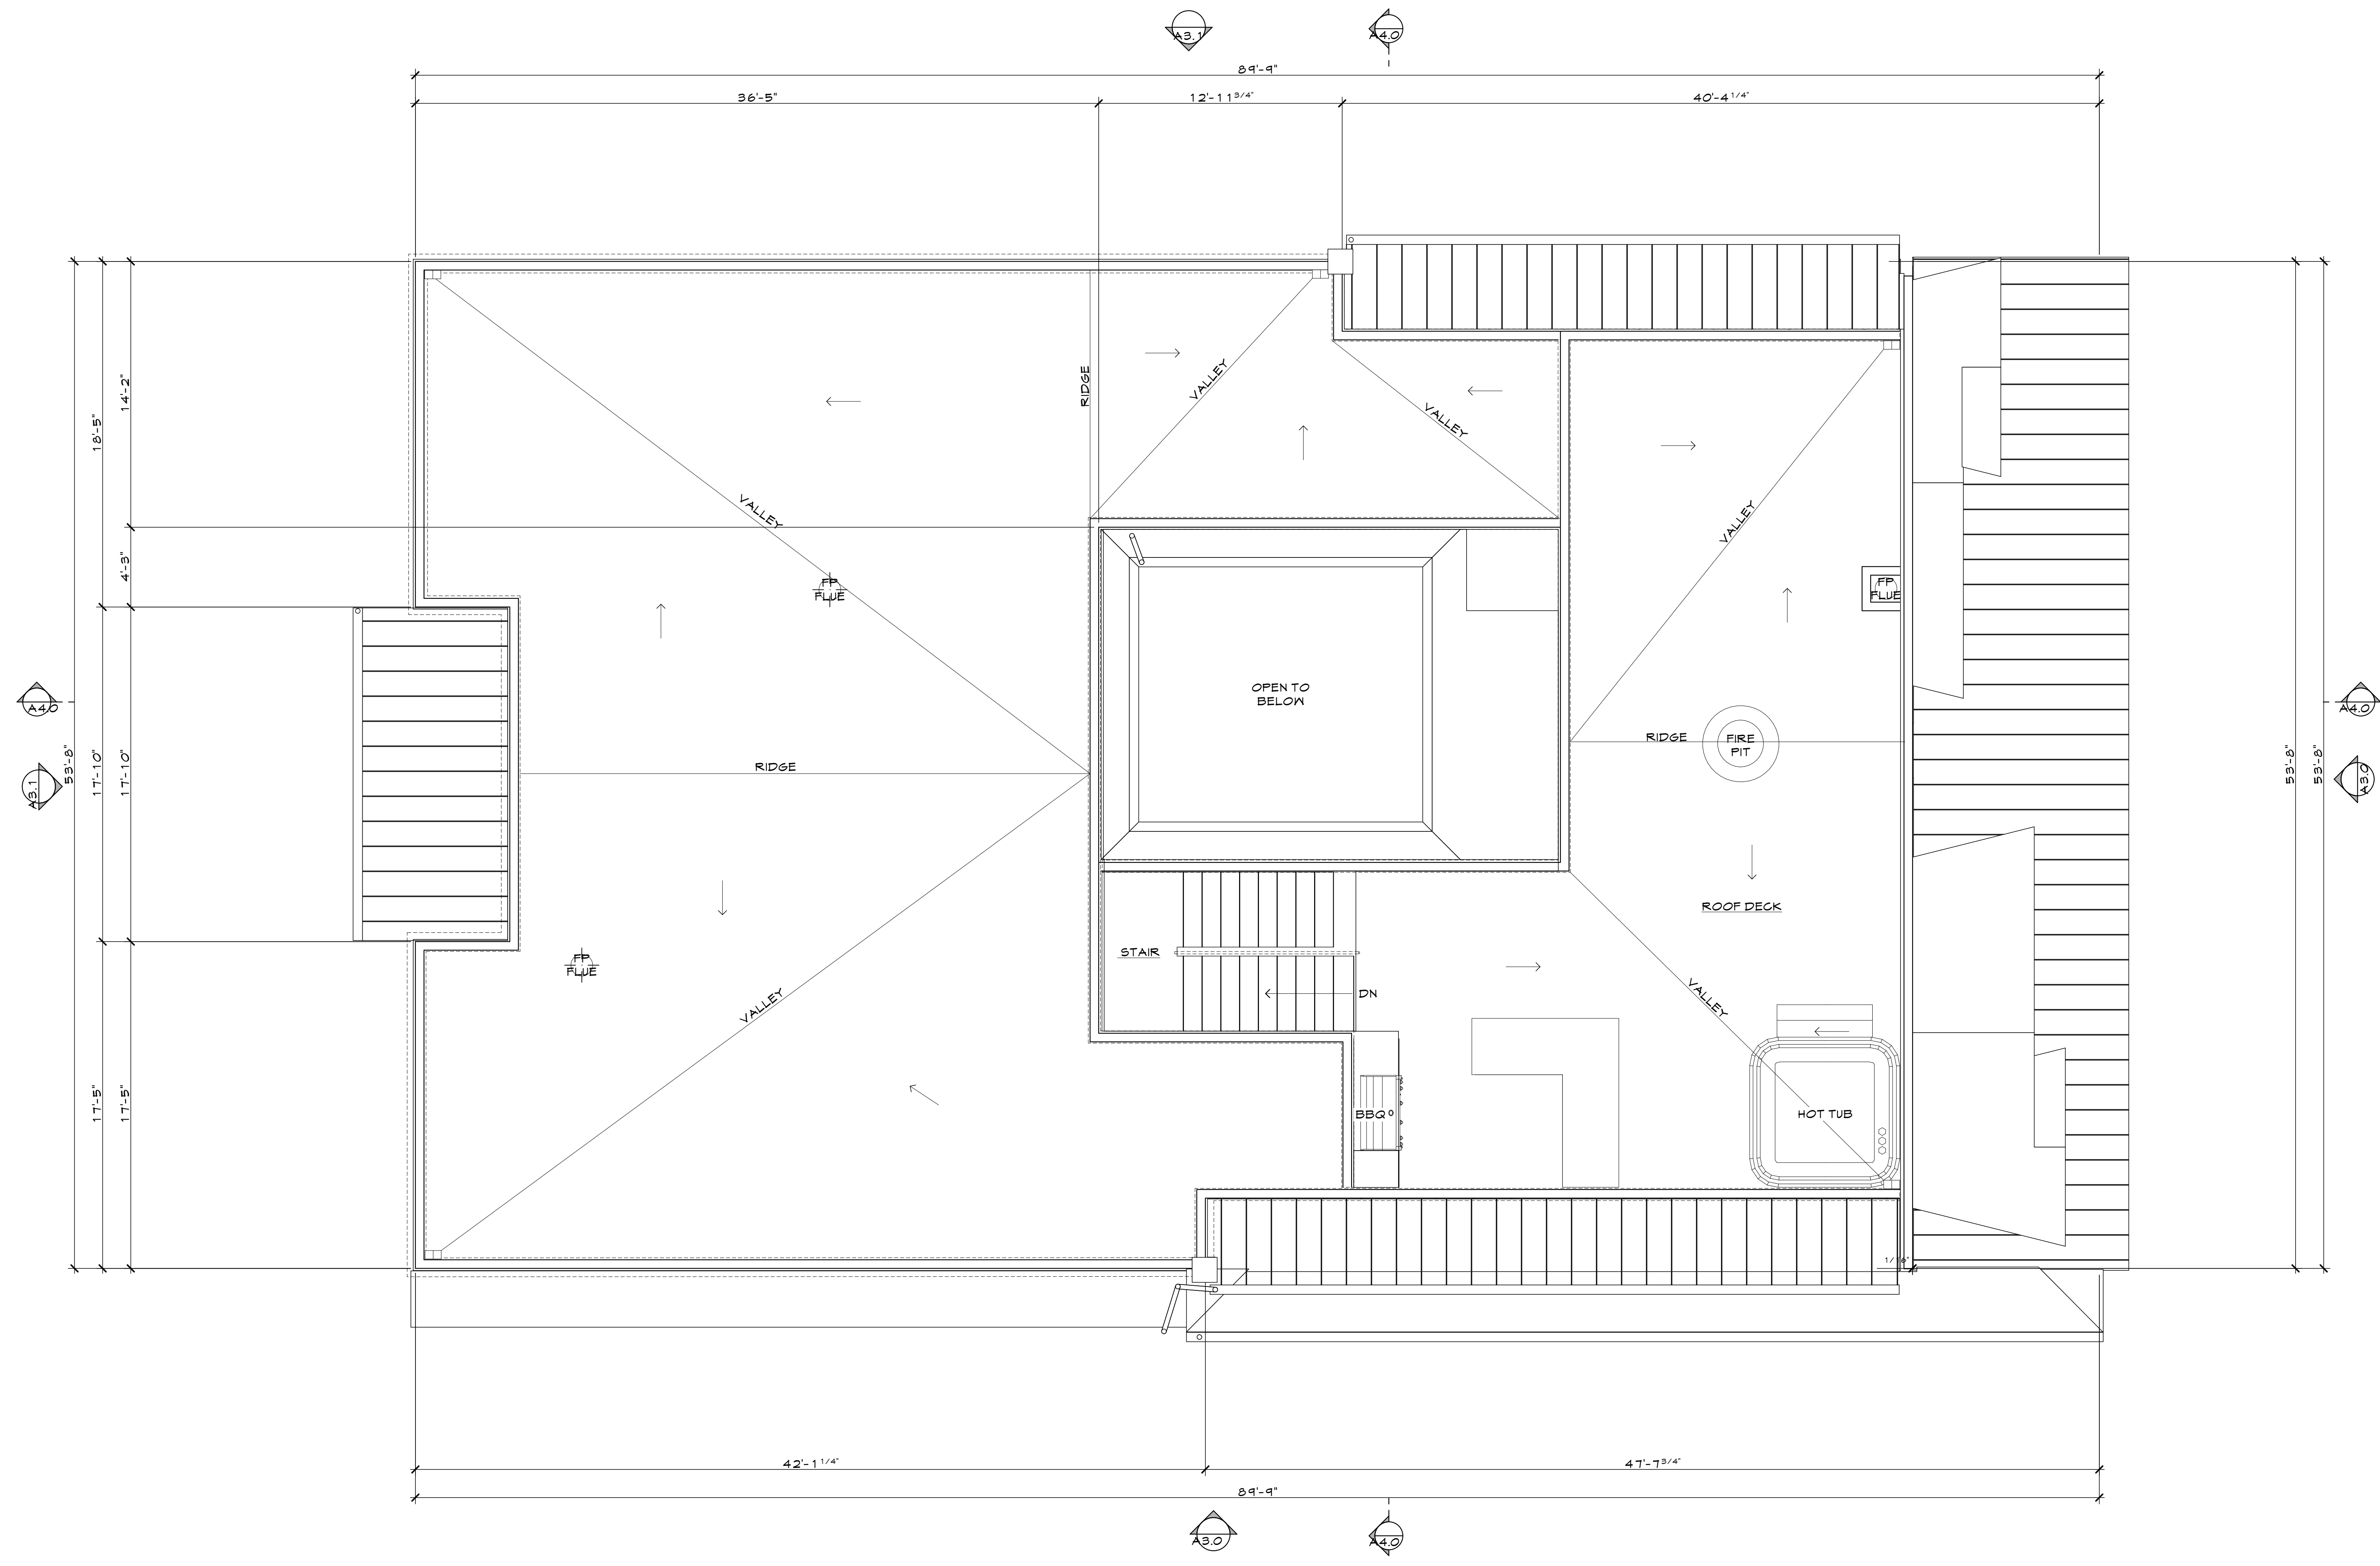 A3.1
A4.0
89'-9"
36'-5"
12'-11 3/4"
40'-4 1/4"
14'-2"
18'-5"
4'-3"
RIDGE
VALLEY
VALLEY
VALLEY
VALLEY
FP
FLUE
FP
FLUE
OPEN TO
BELOW
A4.0
A4.0
A3.1
A3.0
53'-8"
17'-10"
17'-10"
53'-8"
53'-8"
RIDGE
RIDGE
FIRE
PIT
ROOF DECK
STAIR
DN
FP
FLUE
VALLEY
VALLEY
17'-5"
17'-5"
BBQ
HOT TUB
42'-1 1/4"
47'-7 3/4"
89'-9"
A3.0
A4.0